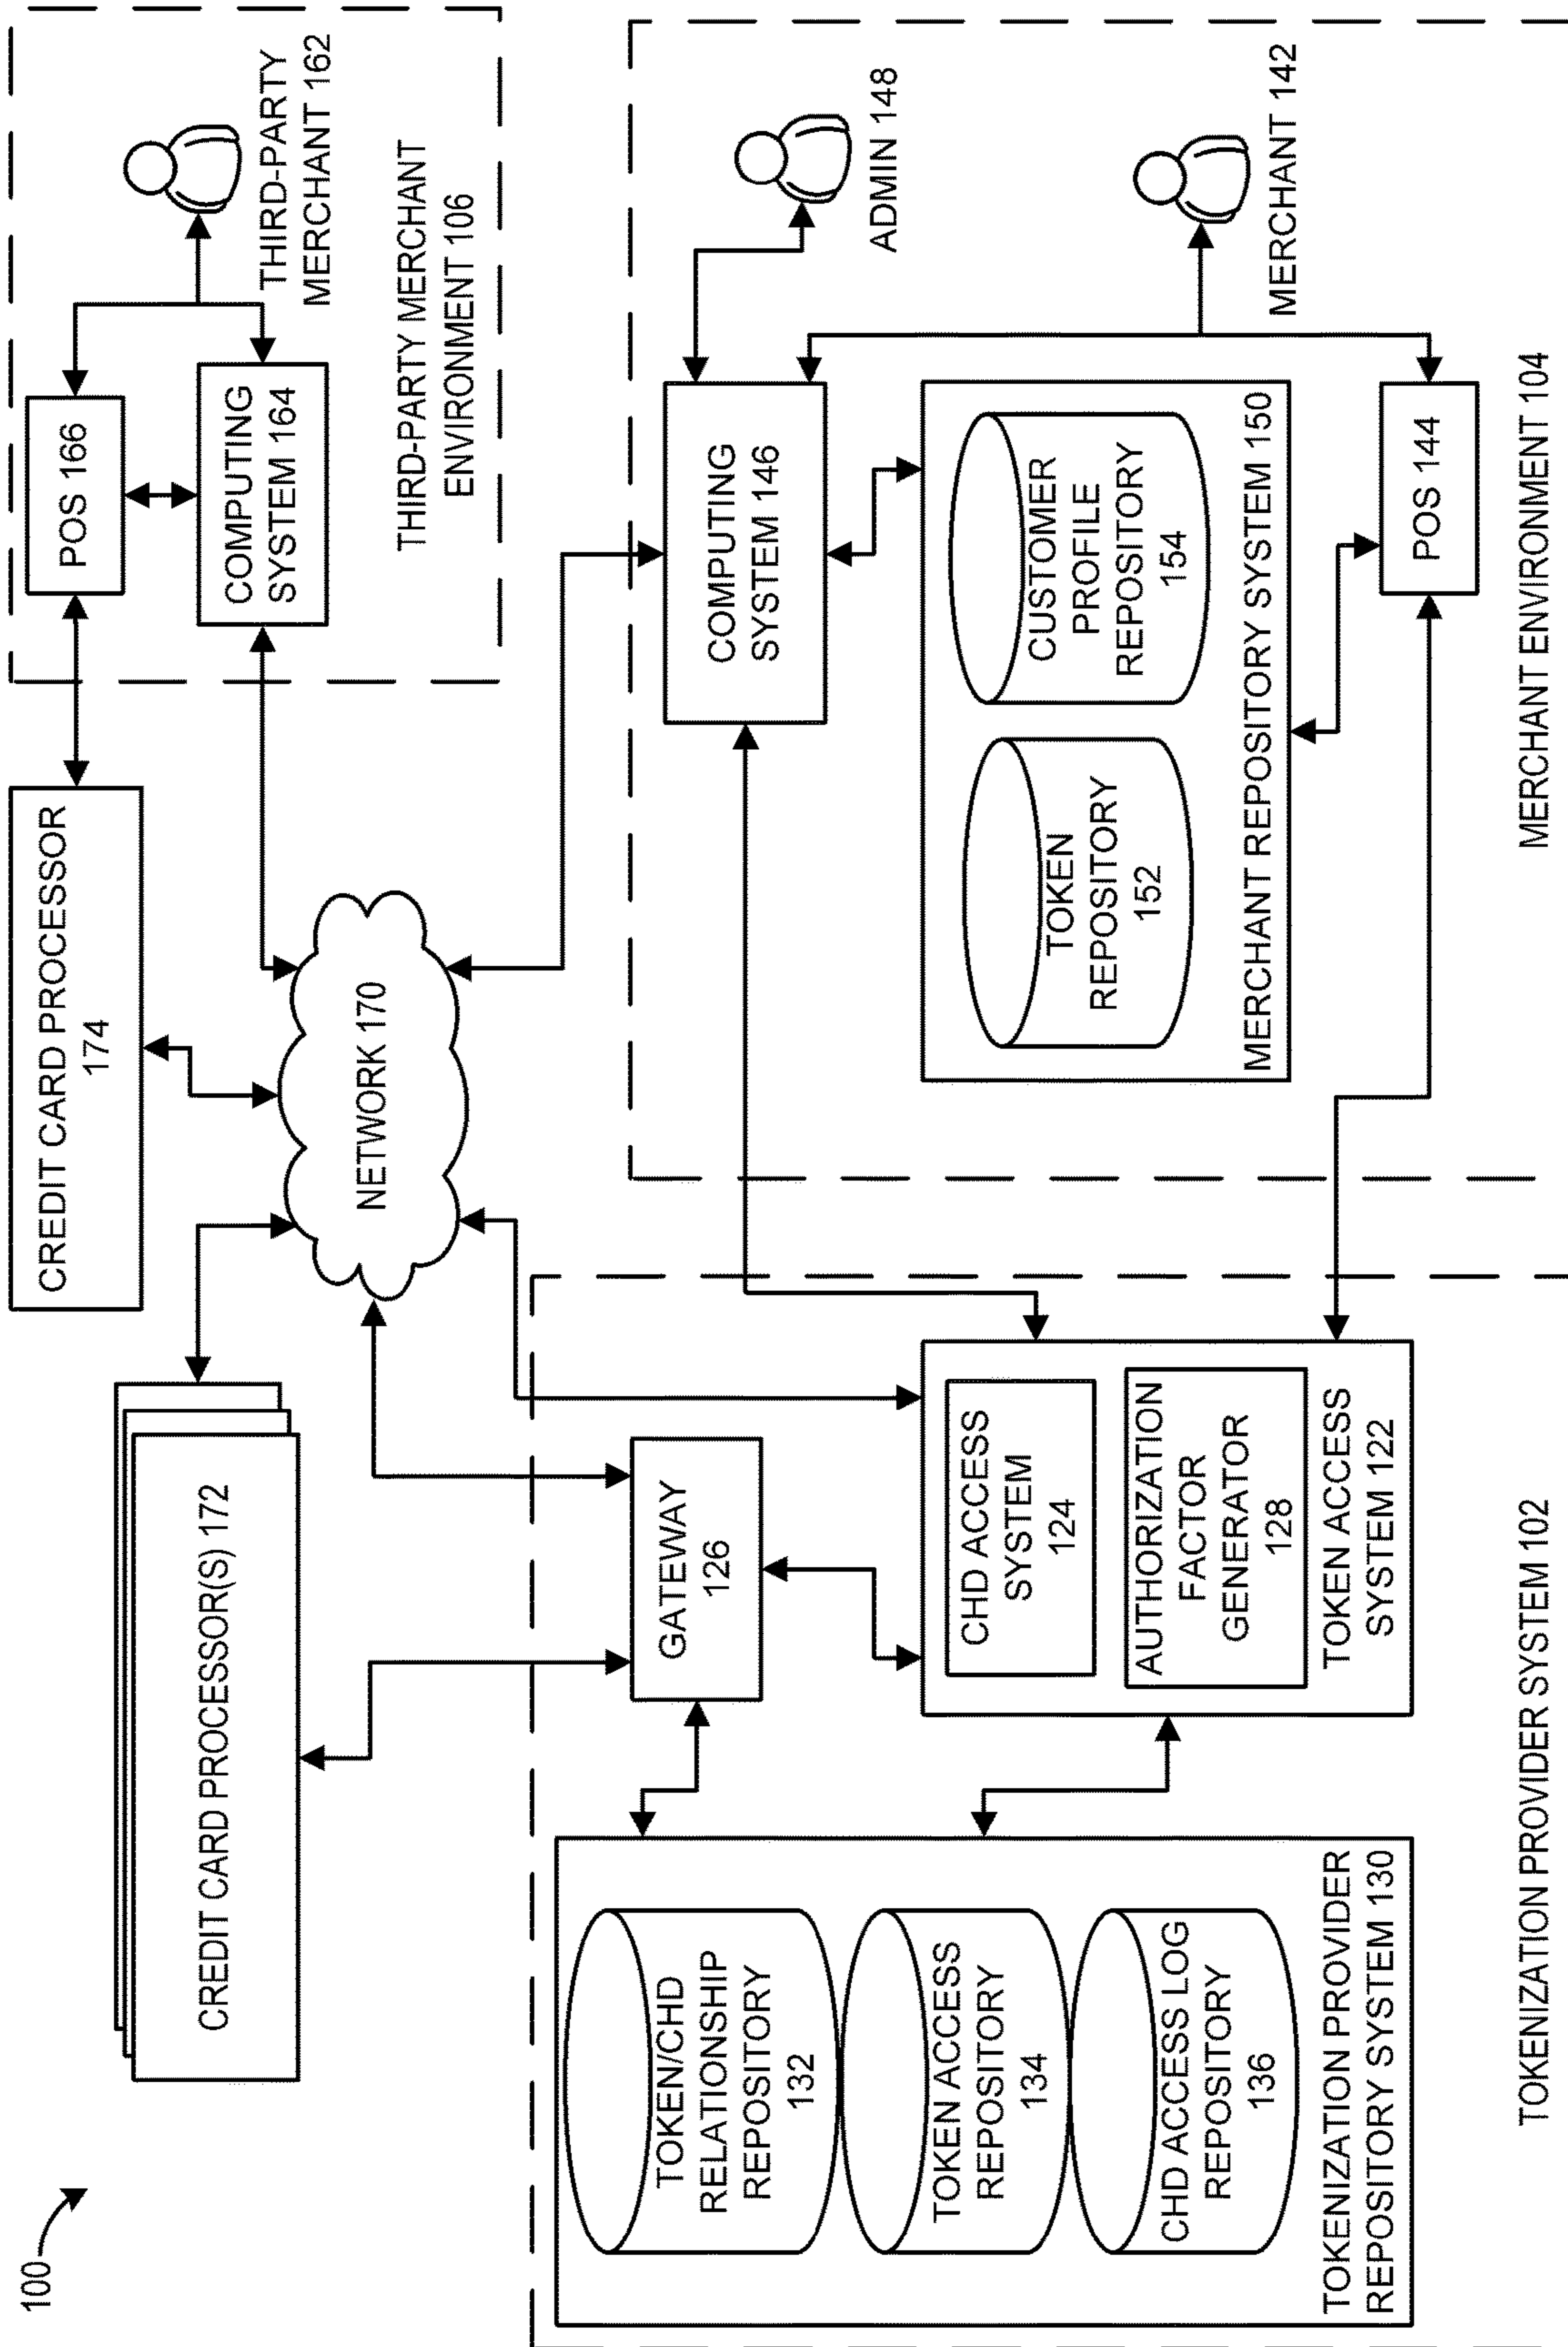 100
CREDIT CARD PROCESSOR(S) 172
CREDIT CARD PROCESSOR
174
NETWORK 170
POS 166
COMPUTING
SYSTEM 164
THIRD-PARTY
MERCHANT 162
THIRD-PARTY MERCHANT
ENVIRONMENT 106
TOKEN/CHD
RELATIONSHIP
REPOSITORY
132
TOKEN ACCESS
REPOSITORY
134
CHD ACCESS LOG
REPOSITORY
136
TOKENIZATION PROVIDER
REPOSITORY SYSTEM 130
GATEWAY
126
CHD ACCESS
SYSTEM
124
AUTHORIZATION
FACTOR
GENERATOR
128
TOKEN ACCESS
SYSTEM 122
TOKENIZATION PROVIDER SYSTEM 102
COMPUTING
SYSTEM 146
ADMIN 148
TOKEN
REPOSITORY
152
CUSTOMER
PROFILE
REPOSITORY
154
MERCHANT REPOSITORY SYSTEM 150
MERCHANT 142
POS 144
MERCHANT ENVIRONMENT 104